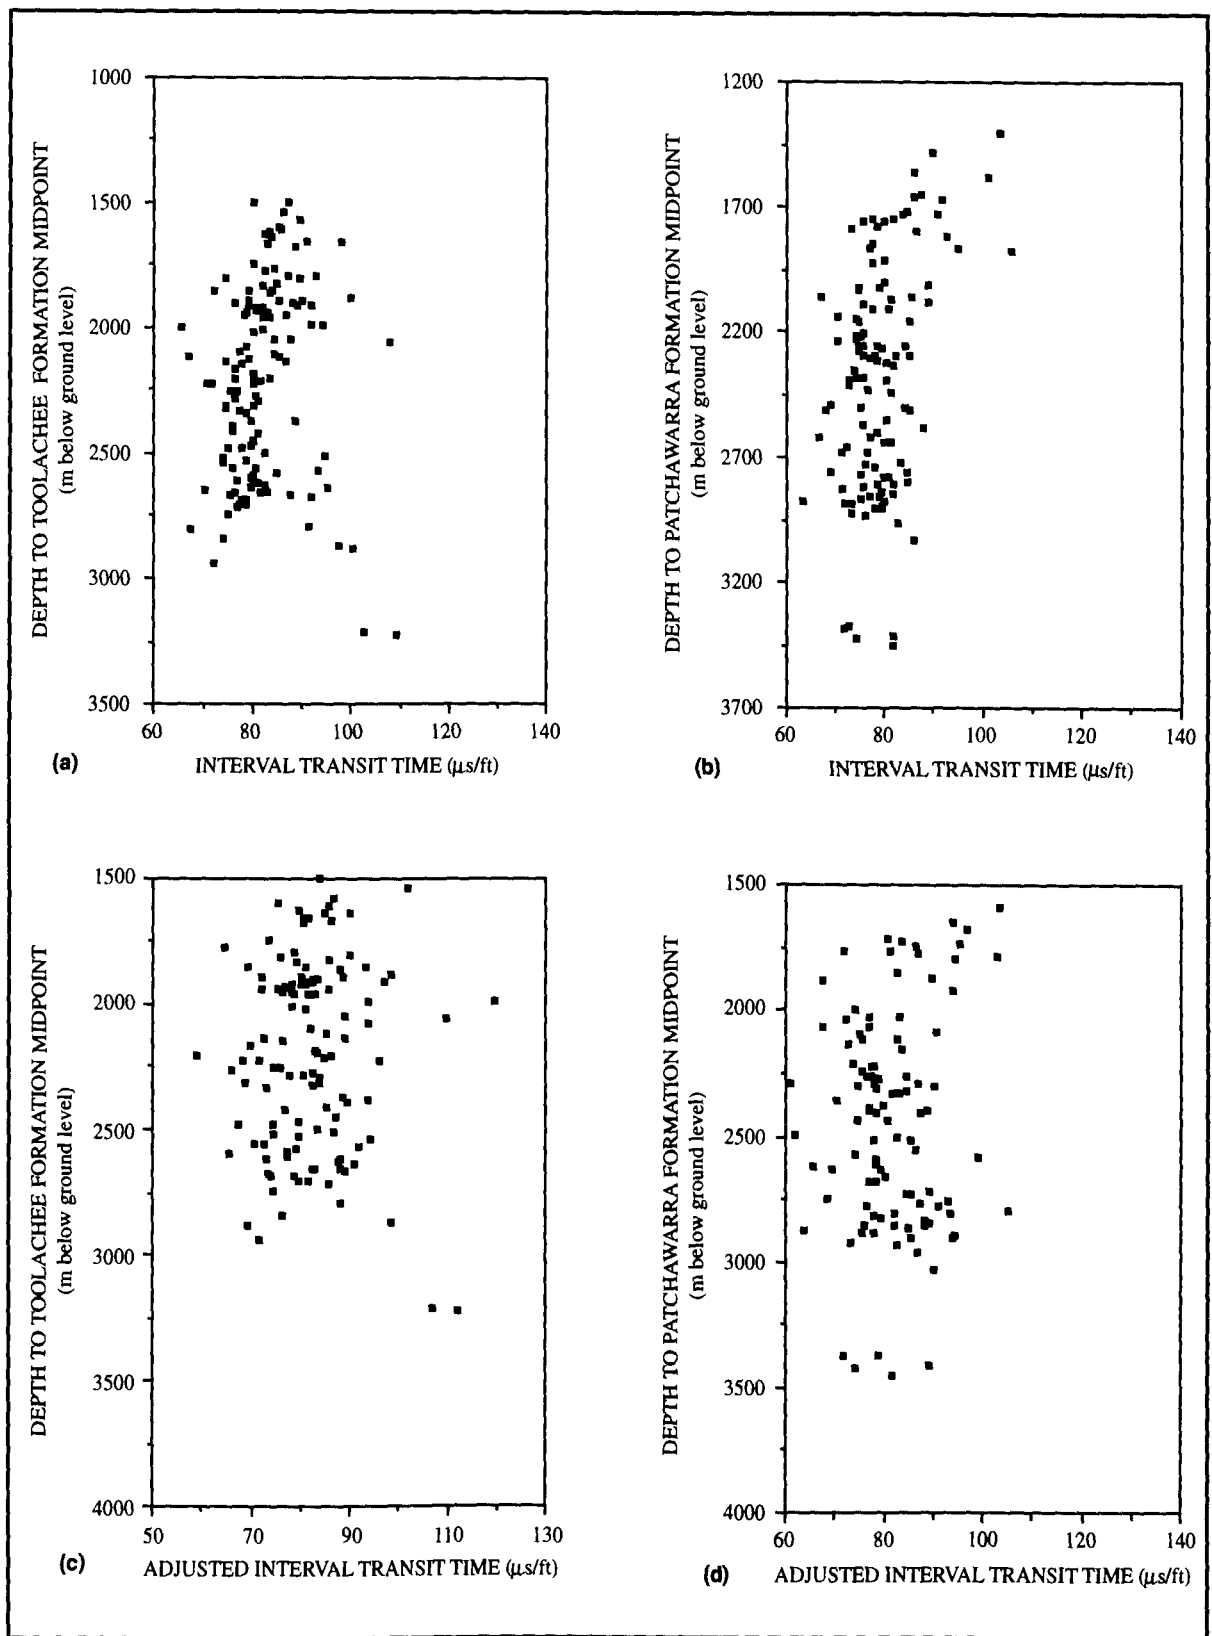 DEPTH TO TOOLACHEE FORMATION MIDPOINT
(m below ground level)
1000
1500
2000
2500
3000
3500
60
80
100
120
140
(a)
INTERVAL TRANSIT TIME (μs/ft)
DEPTH TO PATCHAWARRA FORMATION MIDPOINT
(m below ground level)
1200
1700
2200
2700
3200
3700
60
80
100
120
140
(b)
INTERVAL TRANSIT TIME (μs/ft)
DEPTH TO TOOLACHEE FORMATION MIDPOINT
(m below ground level)
1500
2000
2500
3000
3500
4000
50
70
90
110
130
(c)
ADJUSTED INTERVAL TRANSIT TIME (μs/ft)
DEPTH TO PATCHAWARRA FORMATION MIDPOINT
(m below ground level)
1500
2000
2500
3000
3500
4000
60
80
100
120
140
(d)
ADJUSTED INTERVAL TRANSIT TIME (μs/ft)